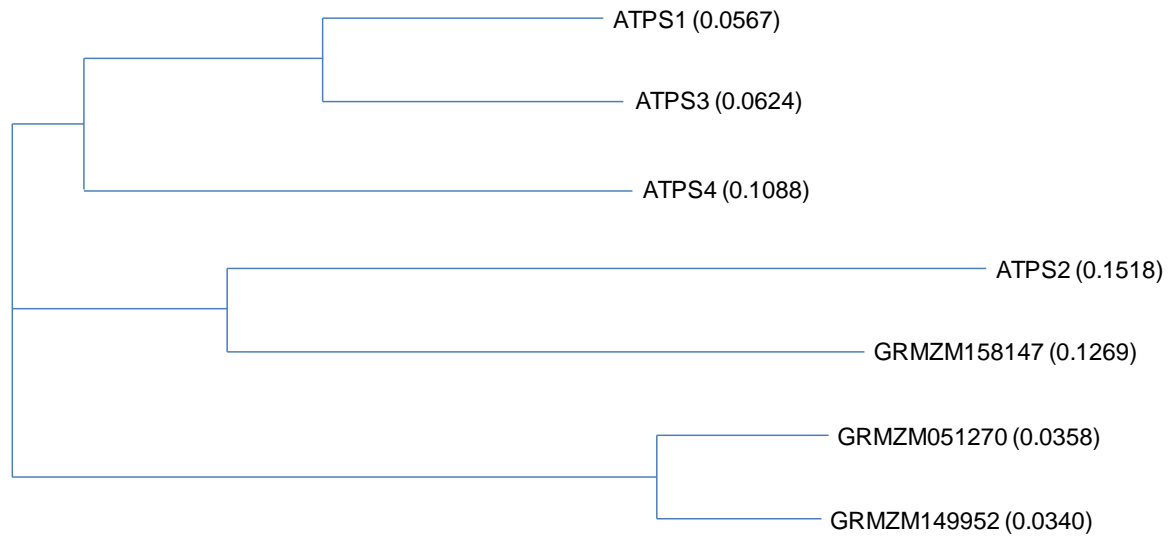 ATPS1 (0.0567)
ATPS3 (0.0624)
ATPS4 (0.1088)
ATPS2 (0.1518)
GRMZM158147 (0.1269)
GRMZM051270 (0.0358)
GRMZM149952 (0.0340)